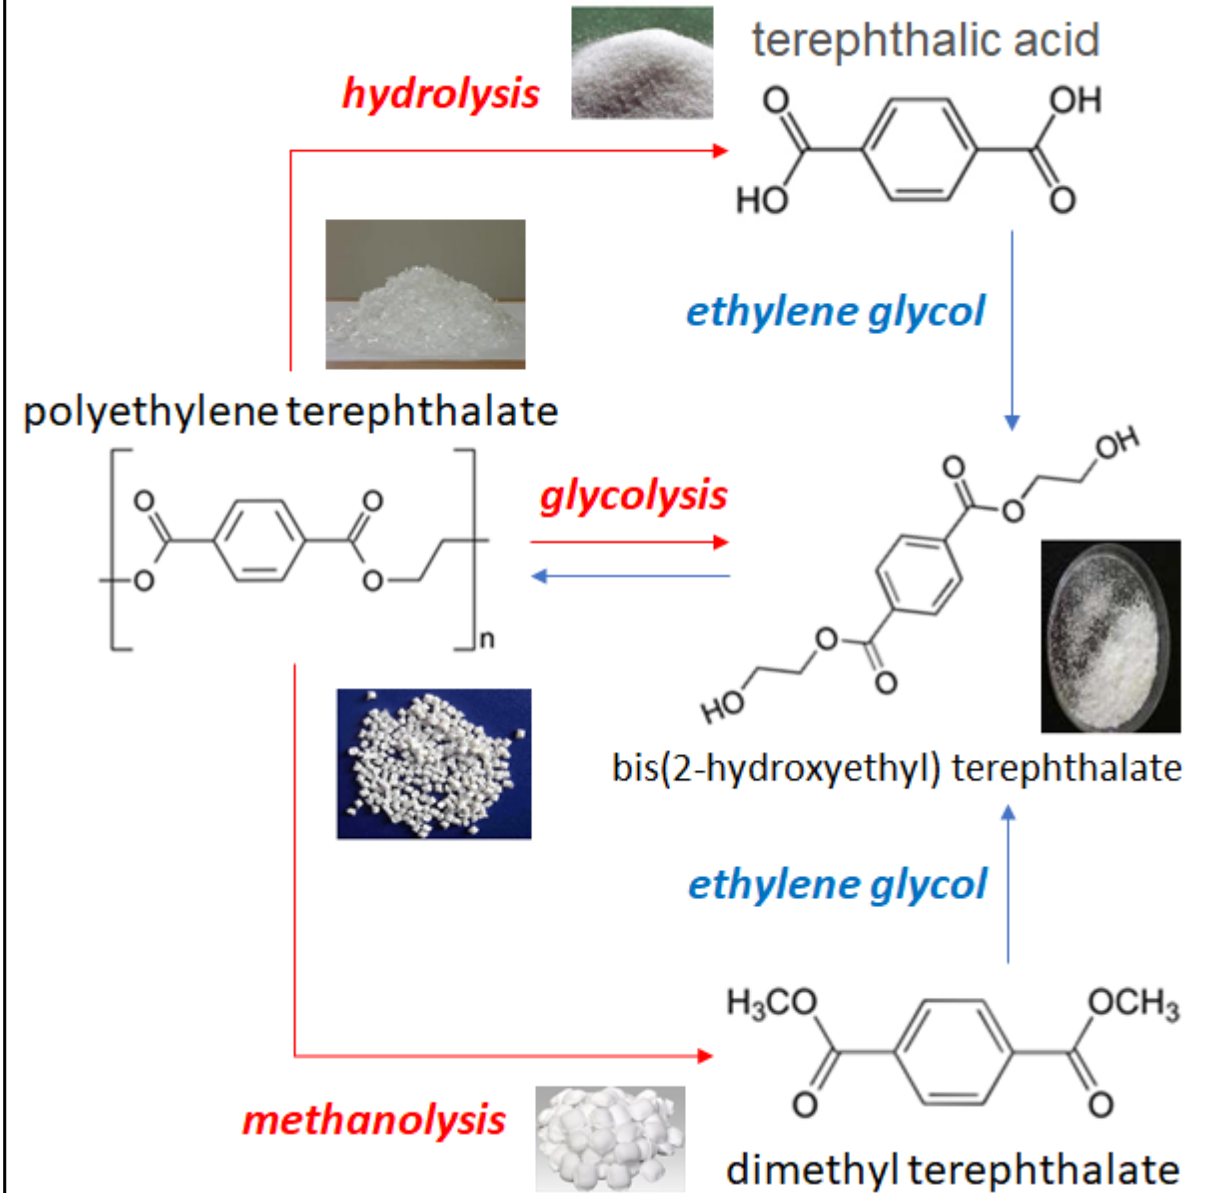 terephthalic acid
hydrolysis
O
OH
HO
O
ethylene glycol
polyethylene terephthalate
O
O
O
O
n
glycolysis
OH
O
O
O
O
HO
bis(2-hydroxyethyl) terephthalate
ethylene glycol
H₃CO
OCH₃
O
O
methanolysis
dimethyl terephthalate